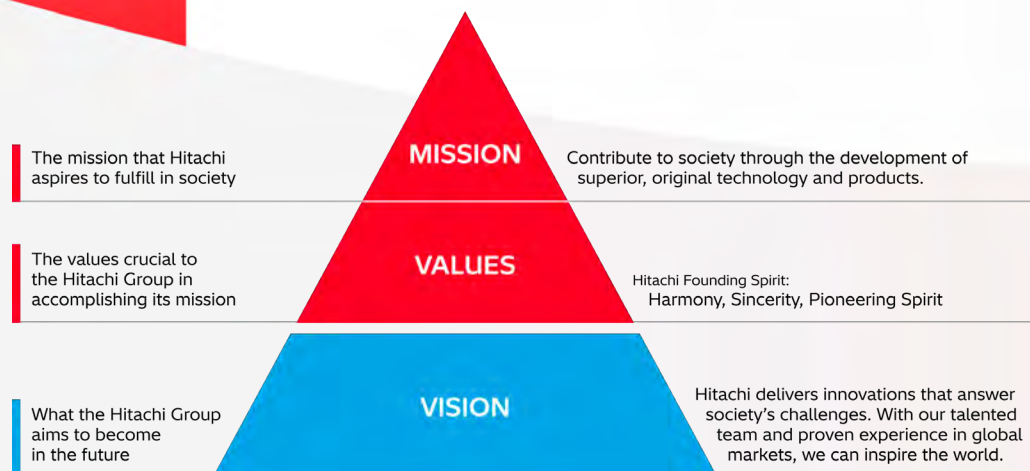 The mission that Hitachi
aspires to fulfill in society
MISSION
Contribute to society through the development of
superior, original technology and products.
The values crucial to
the Hitachi Group in
accomplishing its mission
VALUES
Hitachi Founding Spirit:
Harmony, Sincerity, Pioneering Spirit
What the Hitachi Group
aims to become
in the future
VISION
Hitachi delivers innovations that answer
society’s challenges. With our talented
team and proven experience in global
markets, we can inspire the world.